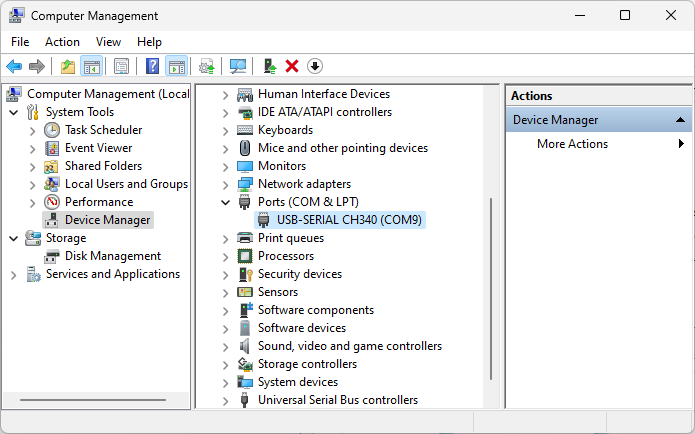 Computer Management
File Action View Help
Computer Management (Local
System Tools
Task Scheduler
Event Viewer
Shared Folders
Local Users and Groups
Performance
Device Manager
Storage
Disk Management
Services and Applications
Human Interface Devices
IDE ATA/ATAPI controllers
Keyboards
Mice and other pointing devices
Monitors
Network adapters
Ports (COM & LPT)
USB-SERIAL CH340 (COM9)
Print queues
Processors
Security devices
Sensors
Software components
Software devices
Sound, video and game controllers
Storage controllers
System devices
Universal Serial Bus controllers
Actions
Device Manager
More Actions